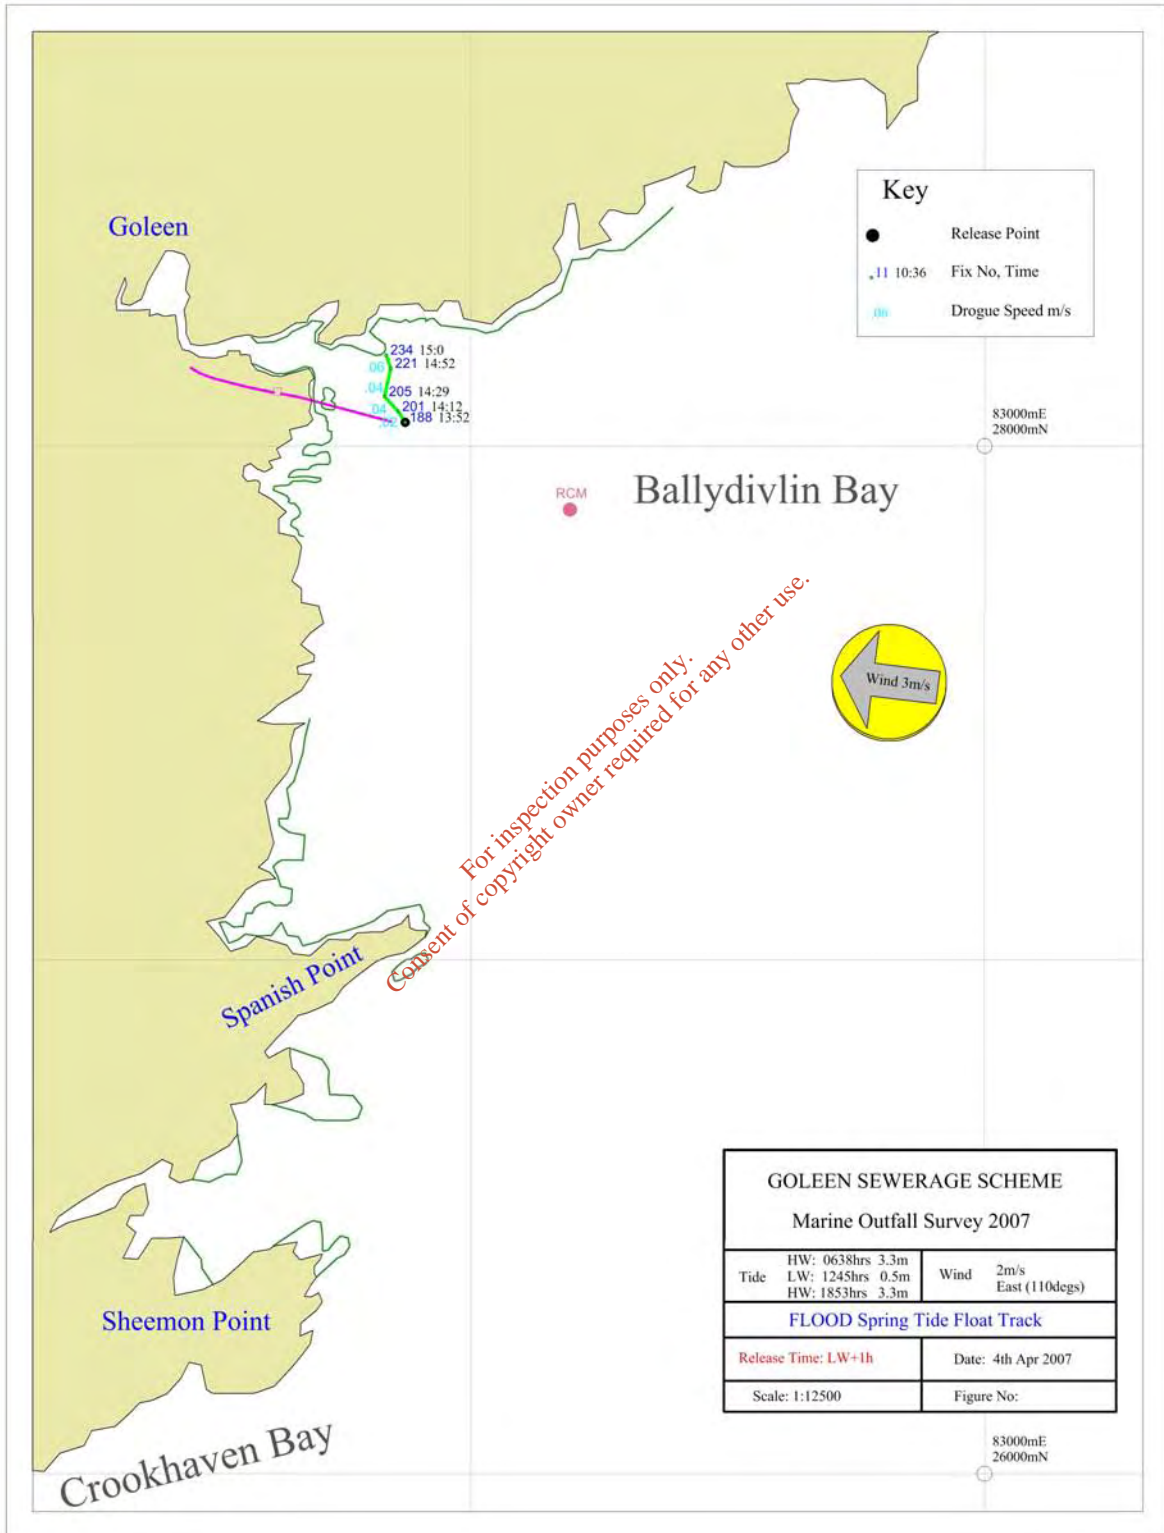 Key
Release Point
.11 10:36 Fix No, Time
.06 Drogue Speed m/s
Goleen
234 15:0
.06 221 14:52
.04 205 14:29
.04 201 14:12
.02 188 13:52
83000mE
28000mN
RCM
Ballydivlin Bay
Wind 3m/s
For inspection purposes only.
Consent of copyright owner required for any other use.
Spanish Point
Sheemon Point
Crookhaven Bay
GOLEEN SEWERAGE SCHEME
Marine Outfall Survey 2007
Tide
HW: 0638hrs 3.3m
LW: 1245hrs 0.5m
HW: 1853hrs 3.3m
Wind
2m/s
East (110degs)
FLOOD Spring Tide Float Track
Release Time: LW+1h
Date: 4th Apr 2007
Scale: 1:12500
Figure No:
83000mE
26000mN